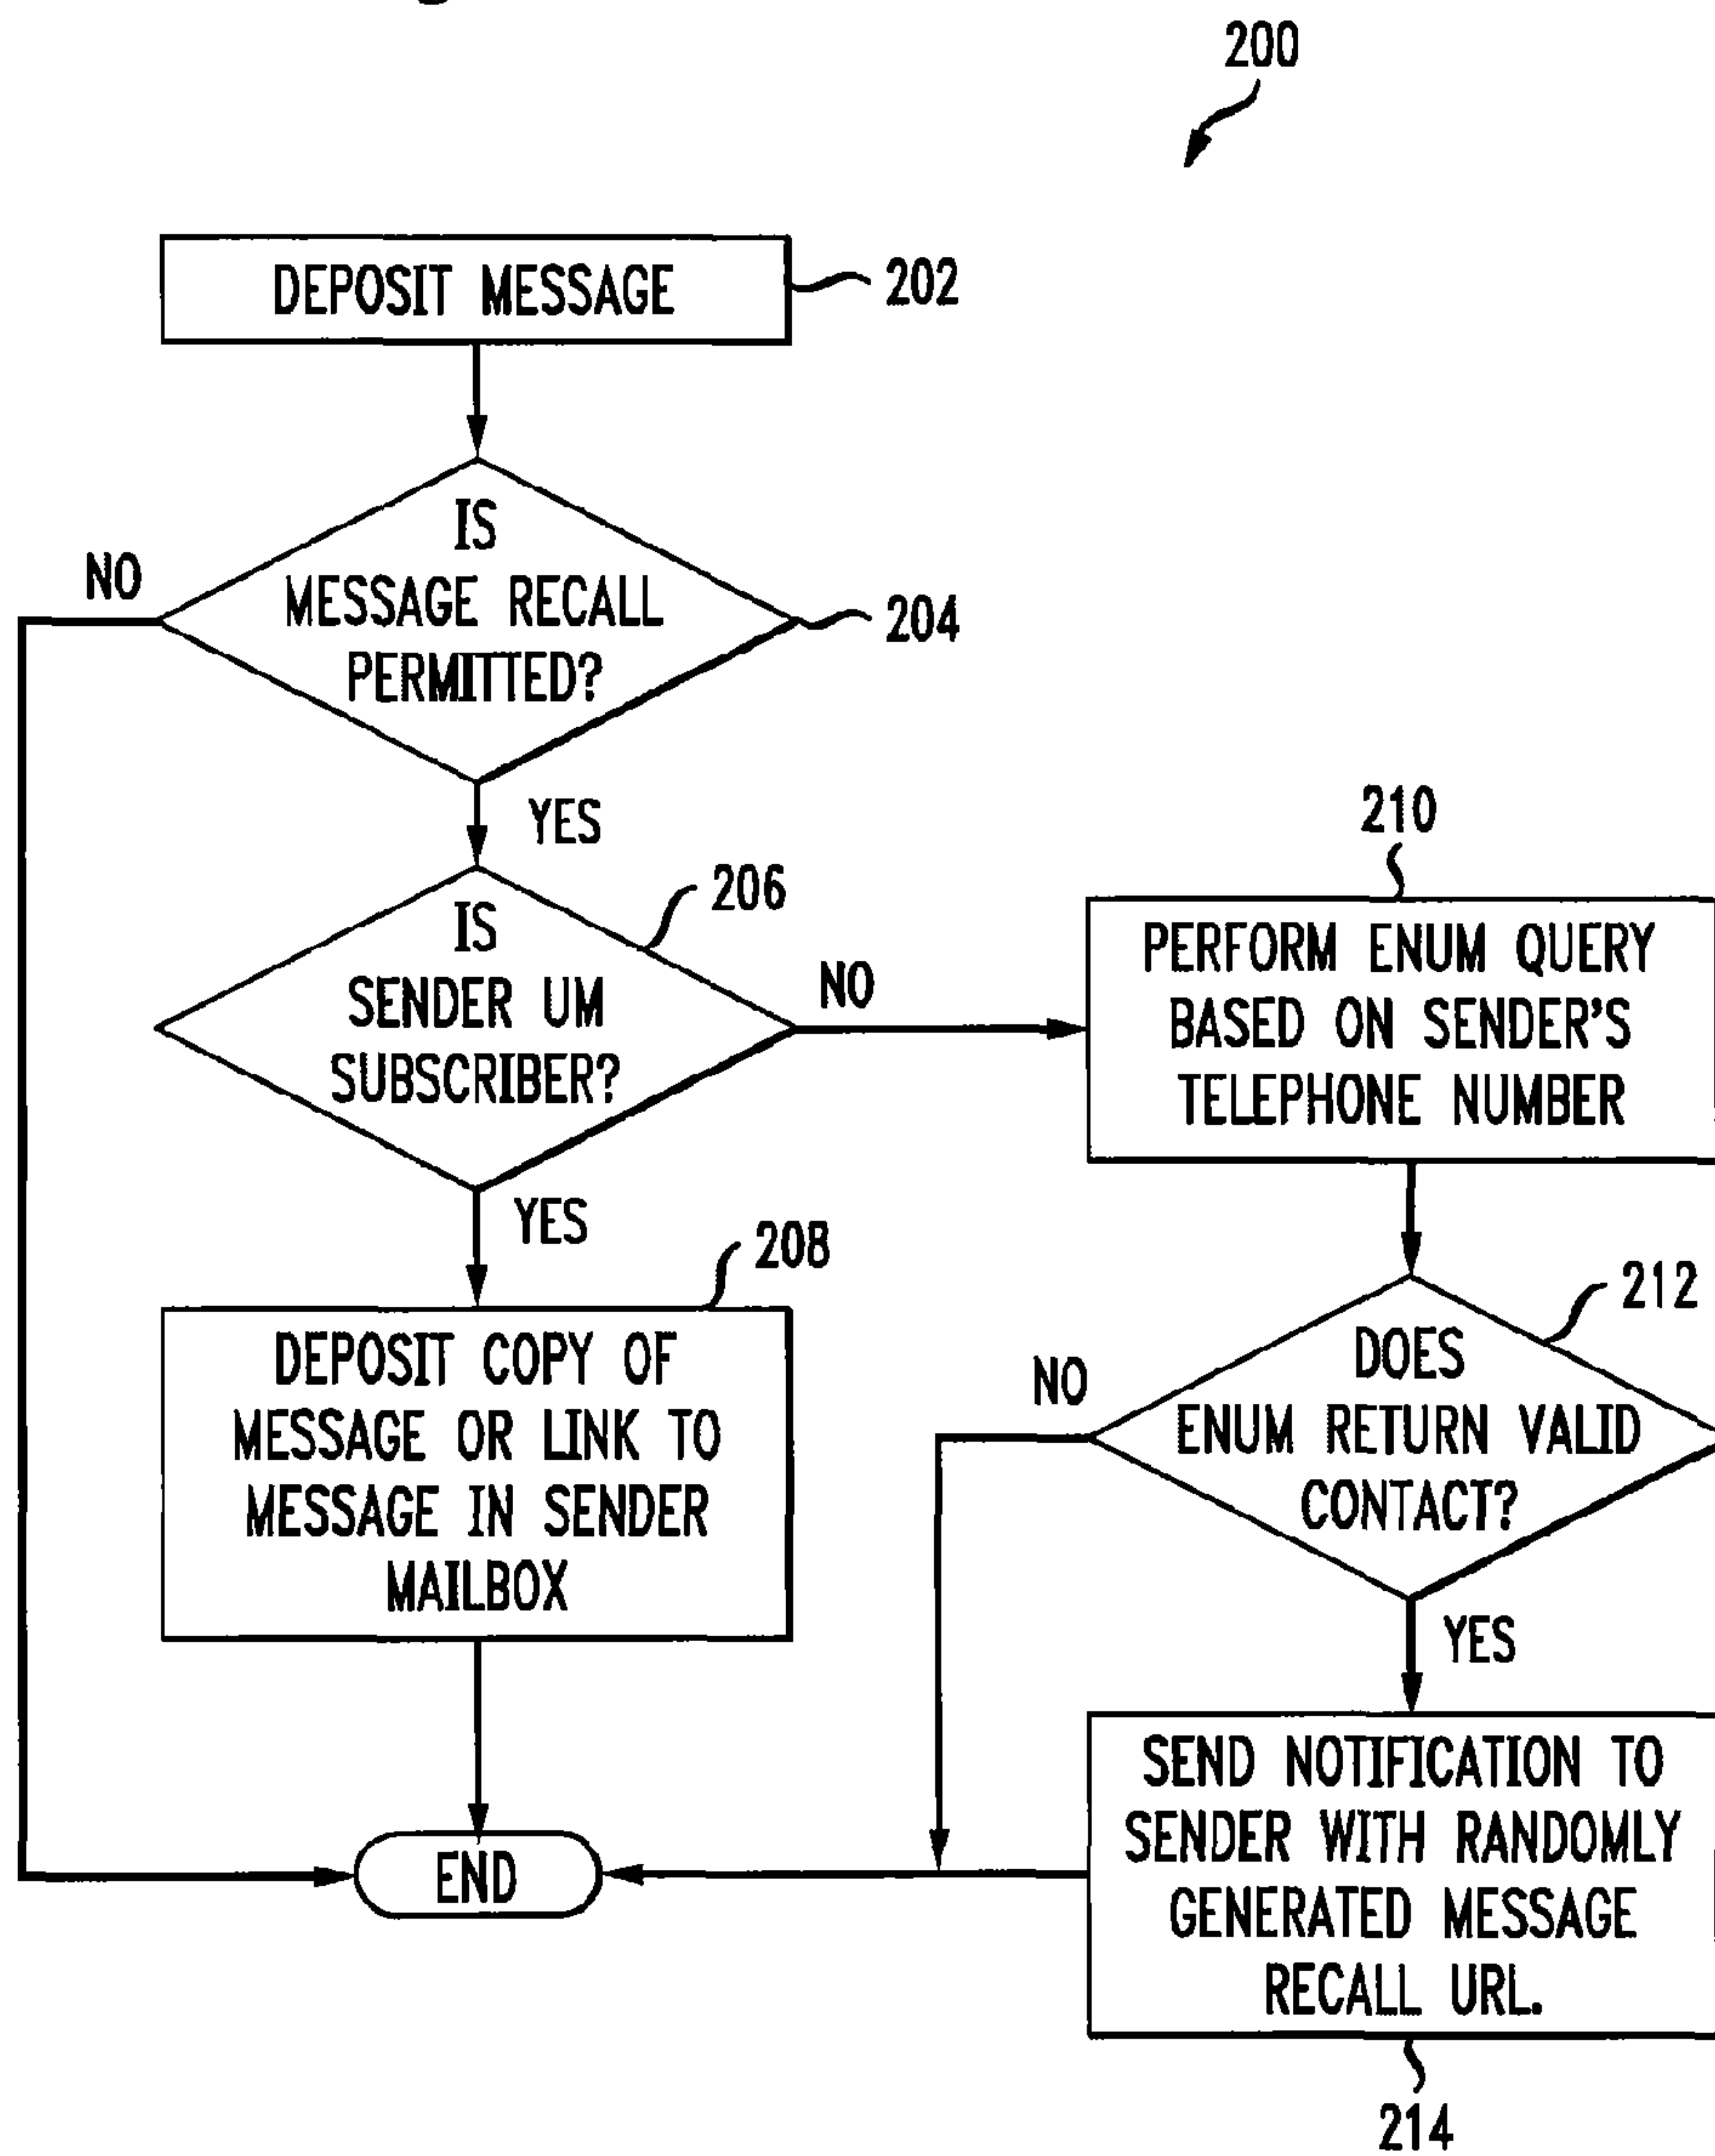 200
DEPOSIT MESSAGE
202
IS
MESSAGE RECALL
PERMITTED?
204
NO
YES
IS
SENDER UM
SUBSCRIBER?
206
NO
YES
DEPOSIT COPY OF
MESSAGE OR LINK TO
MESSAGE IN SENDER
MAILBOX
208
210
PERFORM ENUM QUERY
BASED ON SENDER'S
TELEPHONE NUMBER
212
DOES
ENUM RETURN VALID
CONTACT?
NO
YES
SEND NOTIFICATION TO
SENDER WITH RANDOMLY
GENERATED MESSAGE
RECALL URL.
214
END